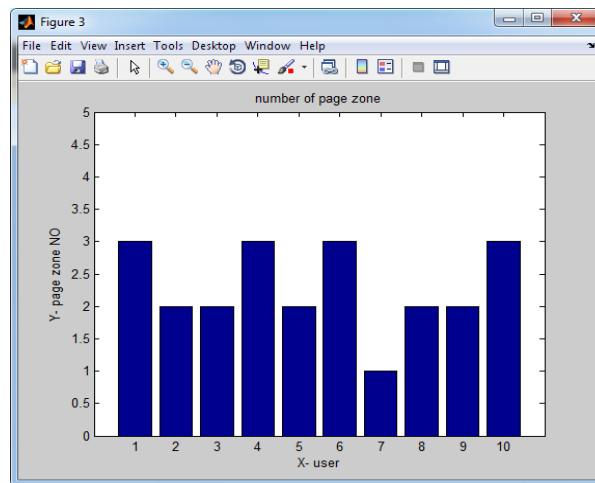 Figure 3
File Edit View Insert Tools Desktop Window Help
number of page zone
5
4.5
4
3.5
3
2.5
2
1.5
1
0.5
0
Y- page zone NO
1 2 3 4 5 6 7 8 9 10
X- user